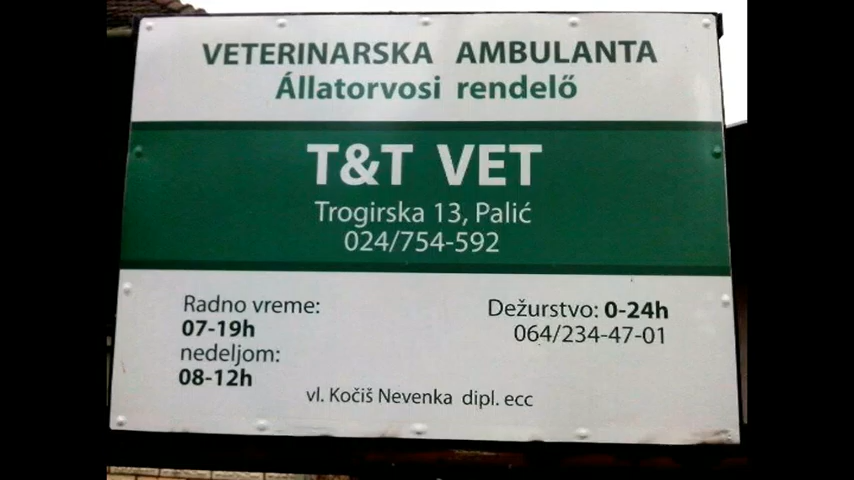 VETERINARSKA AMBULANTA
Állatorvosi rendelő
T&T VET
Trogirska 13, Palić
024/754-592
Radno vreme:
07-19h
nedeljom:
08-12h
Dežurstvo: 0-24h
064/234-47-01
vl. Kočiš Nevenka dipl. ecc